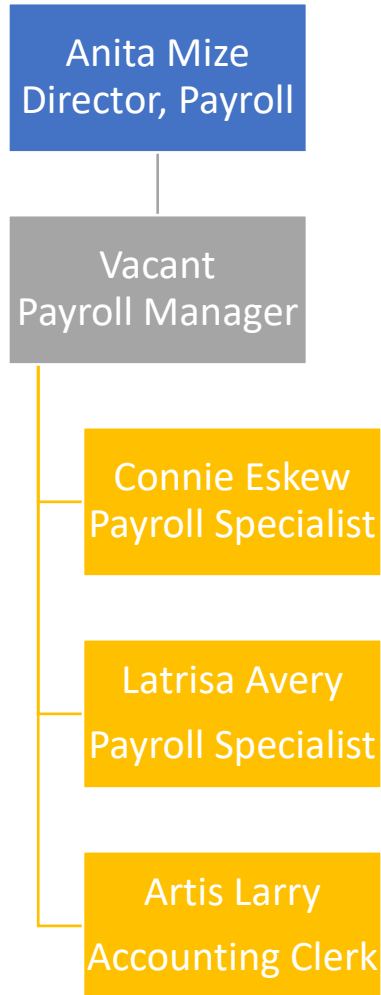 Anita Mize
Director, Payroll
Vacant
Payroll Manager
Connie Eskew
Payroll Specialist
Latrisa Avery
Payroll Specialist
Artis Larry
Accounting Clerk